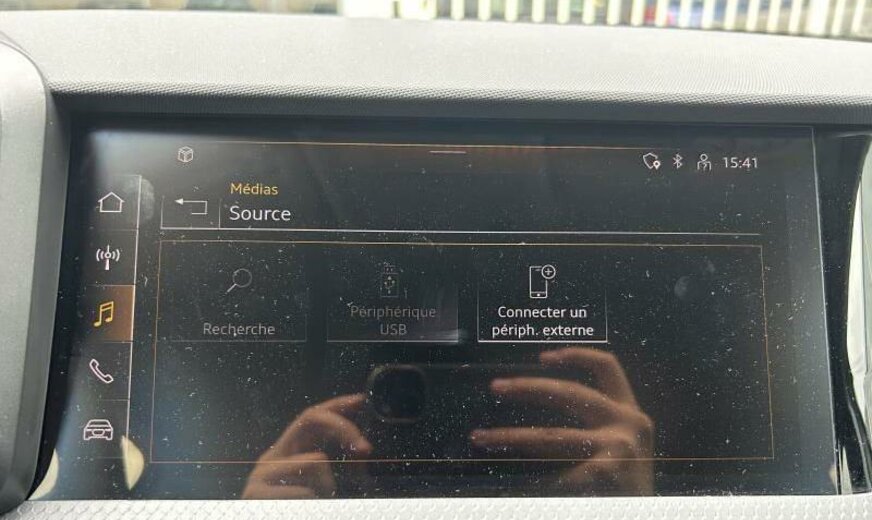 15:41
Médias
Source
Recherche
Périphérique
USB
Connecter un
périph. externe